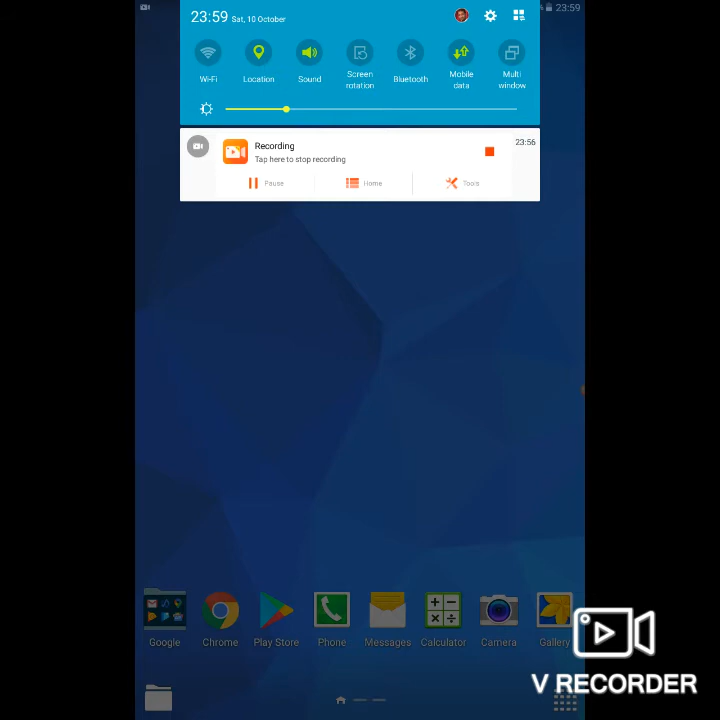 23:59 Sat, 10 October
23:59
Wi-Fi
Location
Sound
Screen rotation
Bluetooth
Mobile data
Multi window
Recording
23:56
Tap here to stop recording
Pause
Home
Tools
Google
Chrome
Play Store
Phone
Messages
Calculator
Camera
Gallery
V RECORDER